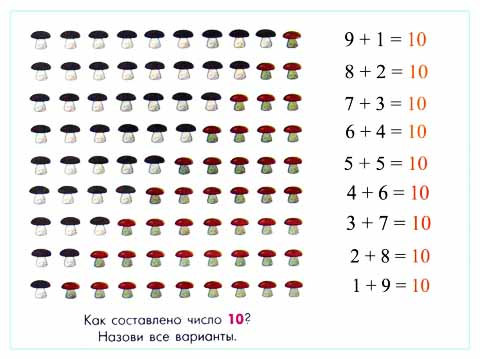 9 + 1 = 10
8 + 2 = 10
7 + 3 = 10
6 + 4 = 10
5 + 5 = 10
4 + 6 = 10
3 + 7 = 10
2 + 8 = 10
1 + 9 = 10
Как составлено число 10?
Назови все варианты.